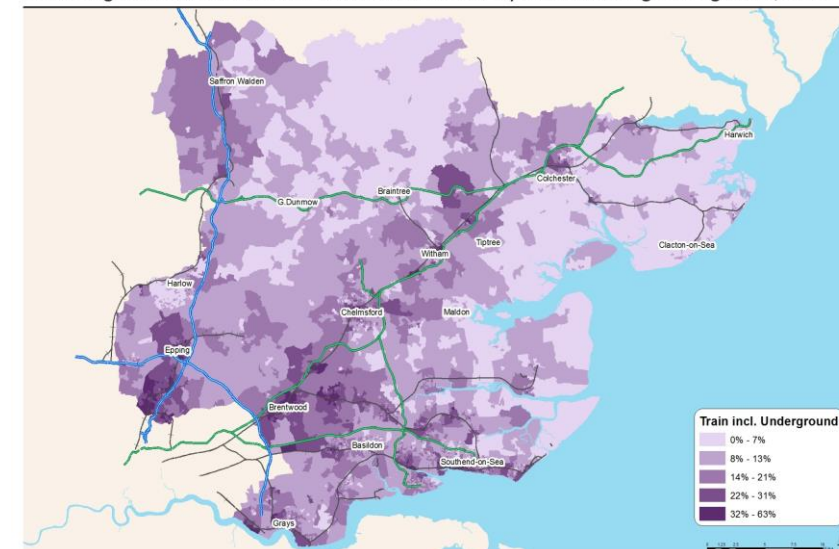 Saffron Walden
Harwich
Colchester
Braintree
G.Dunmow
Tiptree
Clacton-on-Sea
Witham
Harlow
Chelmsford
Maldon
Epping
Brentwood
Basildon
Southend-on-Sea
Grays
Train incl. Underground
0% - 7%
8% - 13%
14% - 21%
22% - 31%
32% - 63%